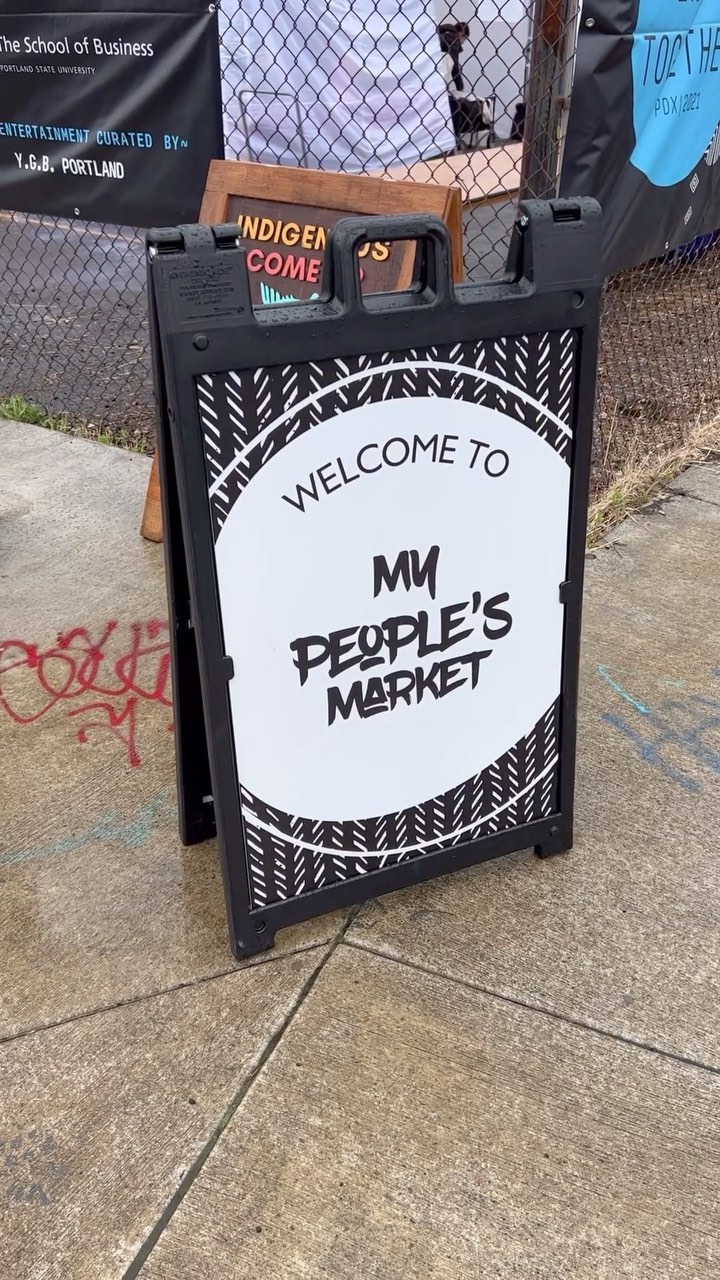 The School of Business
PORTLAND STATE UNIVERSITY
ENTERTAINMENT CURATED BY~
Y.G.B. PORTLAND
PDX 2021
WELCOME TO
MY
PEOPLE'S
MARKET